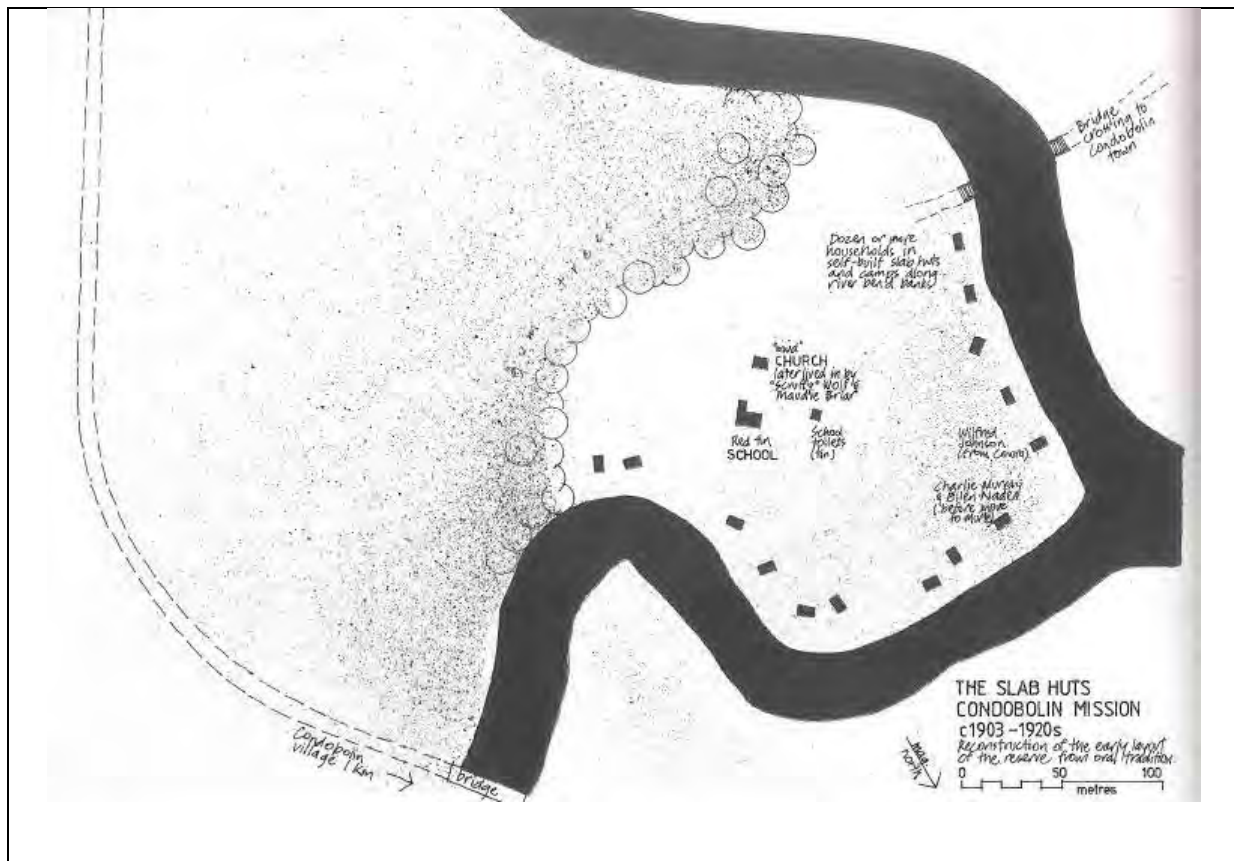 Bridge
crossing to
Condobolin
town
Dozen or more
households in
self-built slab huts
and camps along
river bend banks
CHURCH
later lived in by
"Scruffy" Wolf &
Maudie Briar
Red tin
SCHOOL
School
toilets
(tin)
Wilfred
Johnson
(from Cowra)
Charlie Murray
& Ellen Naden
(before move
to Murie)
Condobolin
village 1 km
bridge
mag.
north
THE SLAB HUTS
CONDOBOLIN MISSION
c1903-1920s
Reconstruction of the early layout
of the reserve from oral tradition.
0 50 100
metres